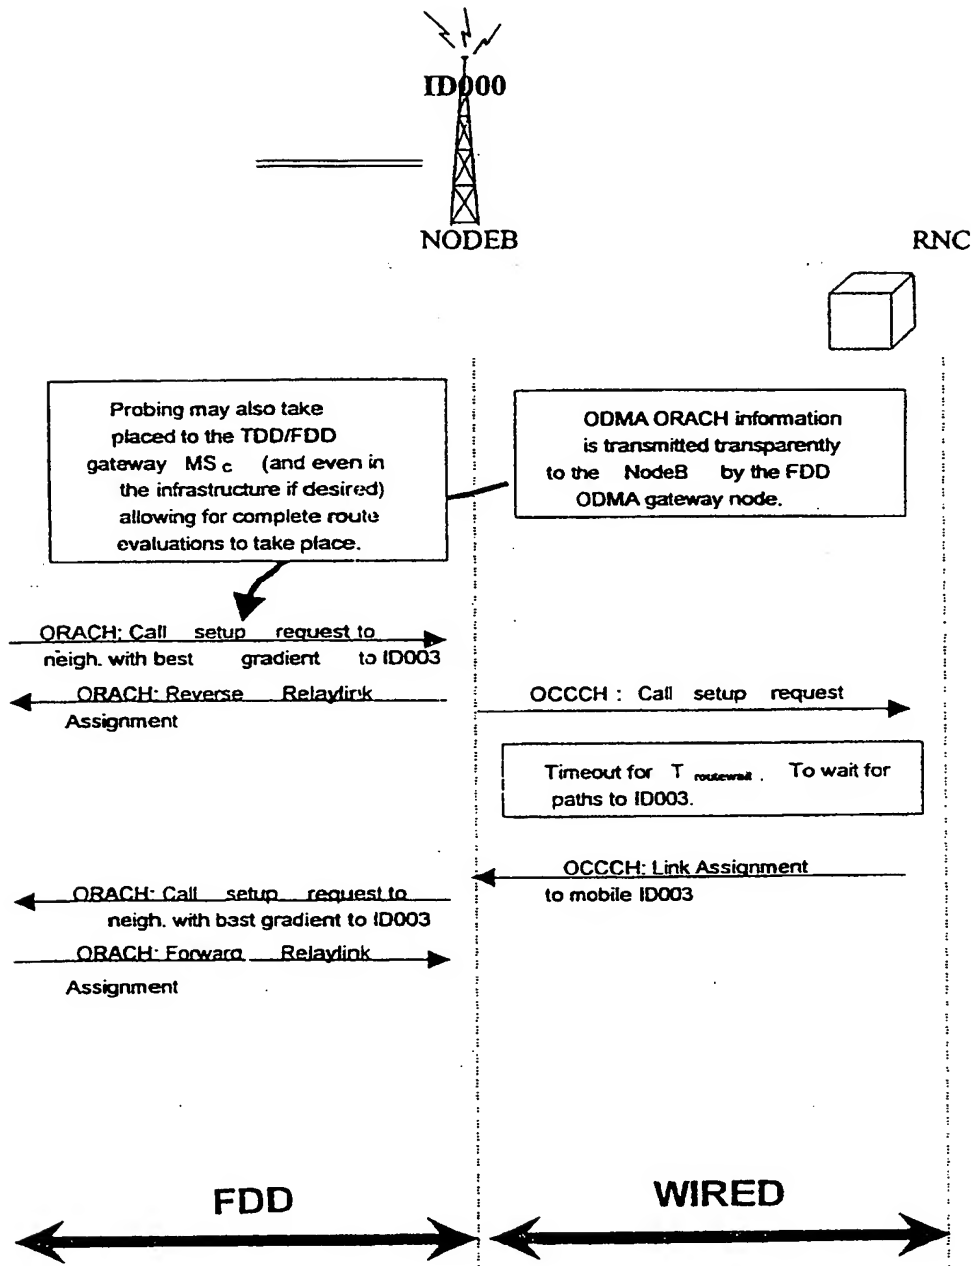 ID000
NODEB
RNC
Probing may also take
placed to the TDD/FDD
gateway MS c (and even in
the infrastructure if desired)
allowing for complete route
evaluations to take place.
ODMA ORACH information
is transmitted transparently
to the NodeB by the FDD
ODMA gateway node.
ORACH: Call setup request to
neigh. with best gradient to ID003
ORACH: Reverse Relaylink
Assignment
OCCCH : Call setup request
Timeout for T routewait . To wait for
paths to ID003.
OCCCH: Link Assignment
to mobile ID003
ORACH: Call setup request to
neigh. with bast gradient to ID003
ORACH: Forward Relaylink
Assignment
FDD
WIRED